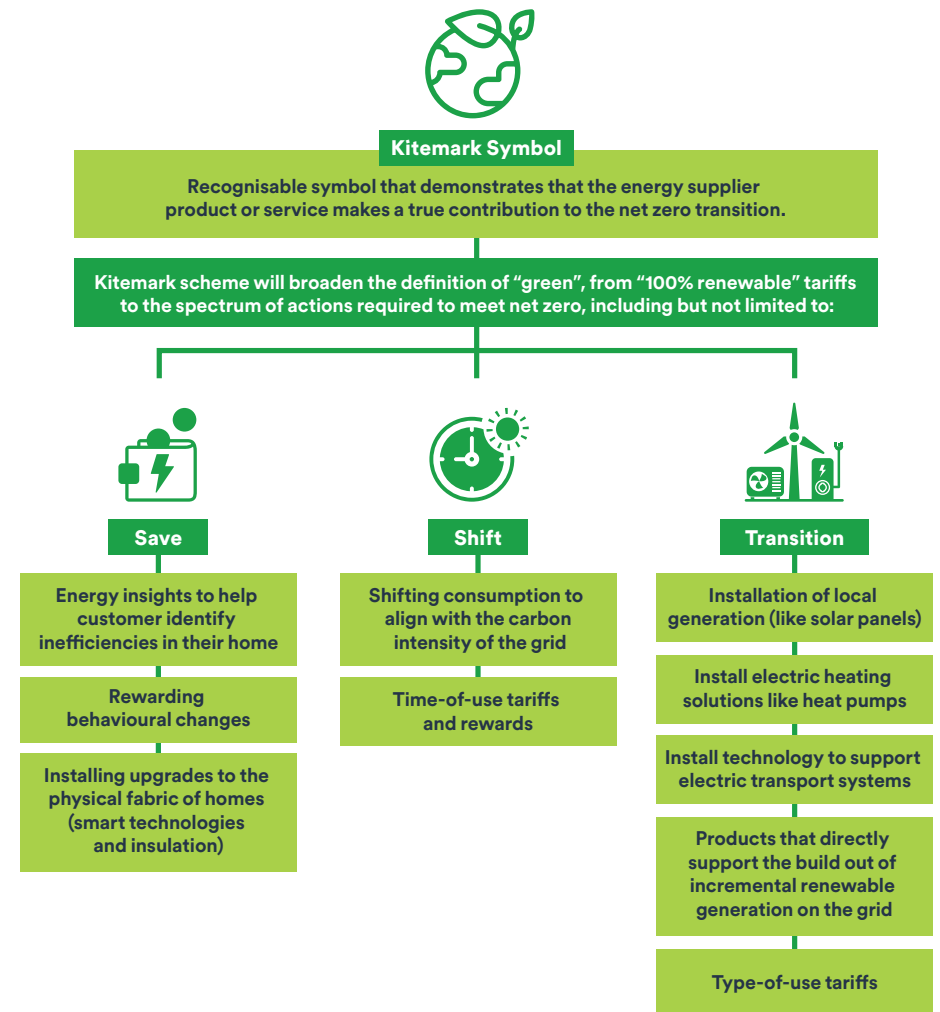 Kitemark Symbol
Recognisable symbol that demonstrates that the energy supplier
product or service makes a true contribution to the net zero transition.
Kitemark scheme will broaden the definition of “green”, from “100% renewable” tariffs
to the spectrum of actions required to meet net zero, including but not limited to:
Save
Energy insights to help
customer identify
inefficiencies in their home
Rewarding
behavioural changes
Installing upgrades to the
physical fabric of homes
(smart technologies
and insulation)
Shift
Shifting consumption to
align with the carbon
intensity of the grid
Time-of-use tariffs
and rewards
Transition
Installation of local
generation (like solar panels)
Install electric heating
solutions like heat pumps
Install technology to support
electric transport systems
Products that directly
support the build out of
incremental renewable
generation on the grid
Type-of-use tariffs